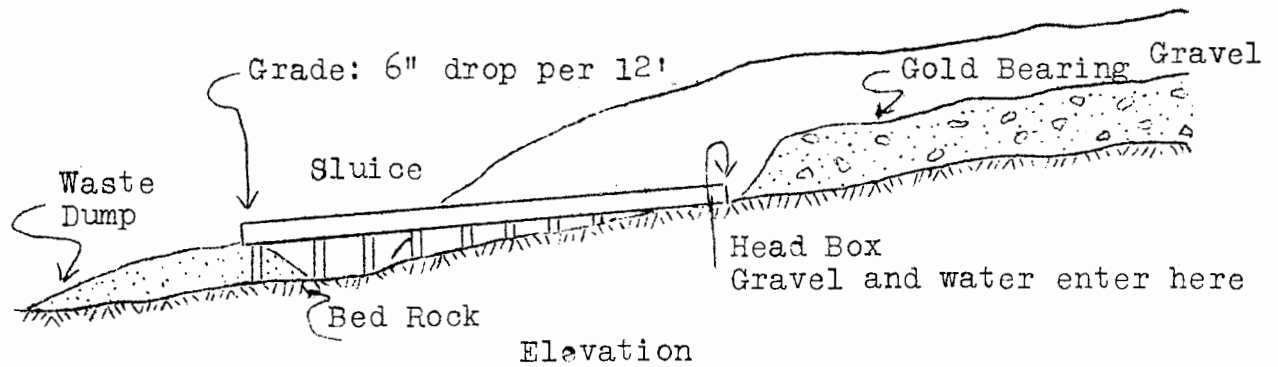 Grade: 6" drop per 12'
Gold Bearing Gravel
Sluice
Waste
Dump
Head Box
Gravel and water enter here
Bed Rock
Elevation